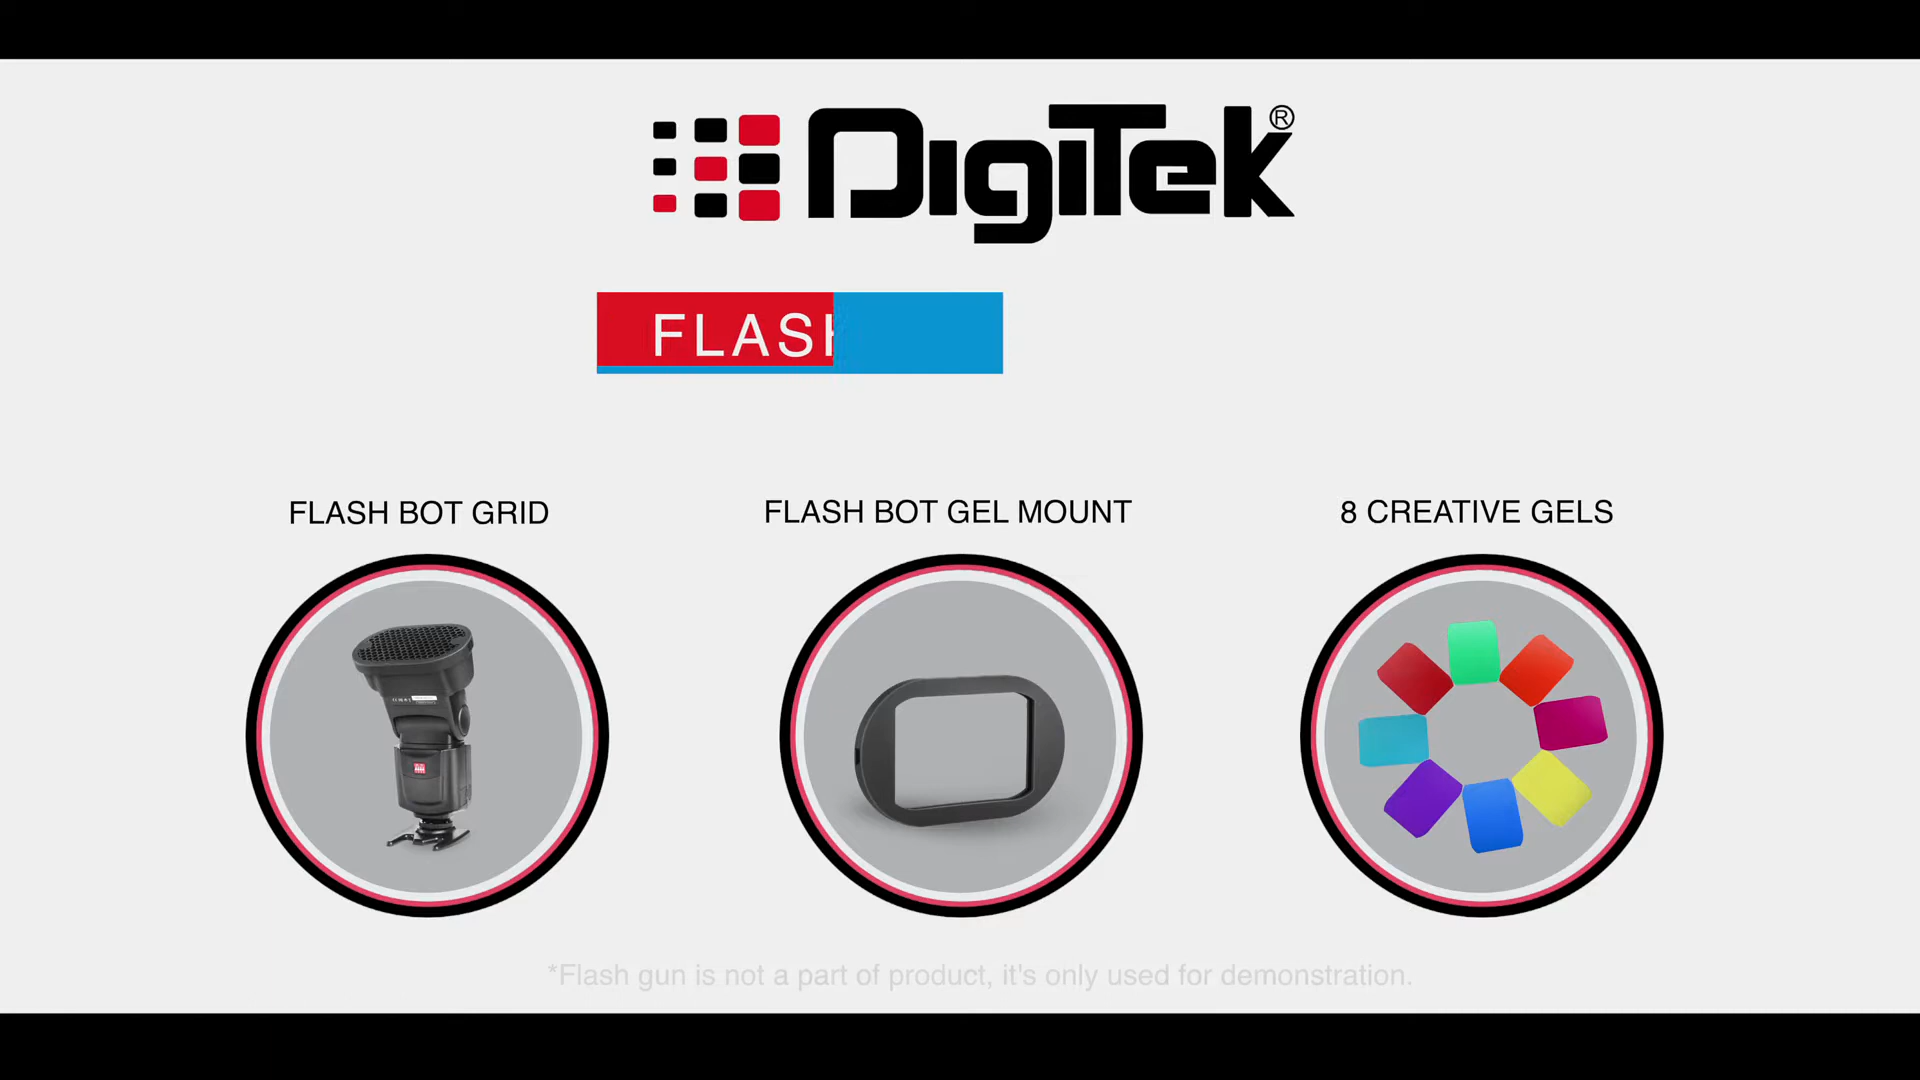 DigiTek®
FLASH
FLASH BOT GRID
FLASH BOT GEL MOUNT
8 CREATIVE GELS
*Flash gun is not a part of product, it's only used for demonstration.